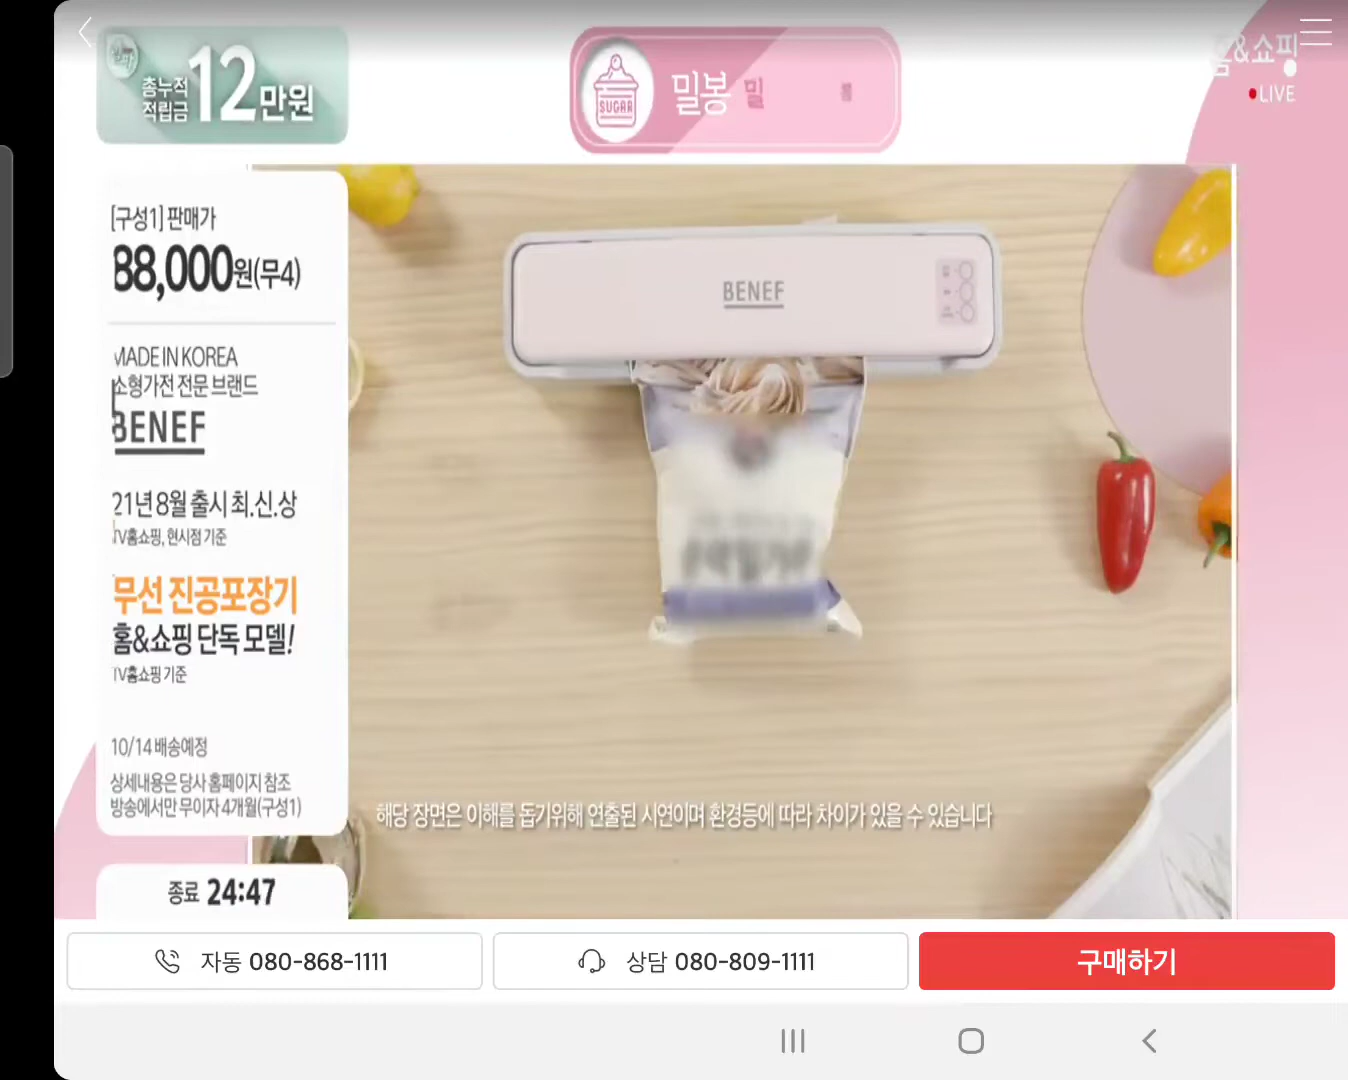 총누적
적립금 12만원
SUGAR
밀봉 밀 봉
홈&쇼핑
LIVE
[구성1] 판매가
88,000원(무4)
MADE IN KOREA
소형가전 전문 브랜드
BENEF
21년 8월 출시 최.신.상
TV홈쇼핑, 현시점 기준
무선 진공포장기
홈&쇼핑 단독 모델!
TV홈쇼핑 기준
10/14 배송예정
상세내용은 당사 홈페이지 참조
방송에서만 무이자 4개월(구성1)
BENEF
해당 장면은 이해를 돕기위해 연출된 시연이며 환경등에 따라 차이가 있을 수 있습니다
종료 24:47
자동 080-868-1111
상담 080-809-1111
구매하기